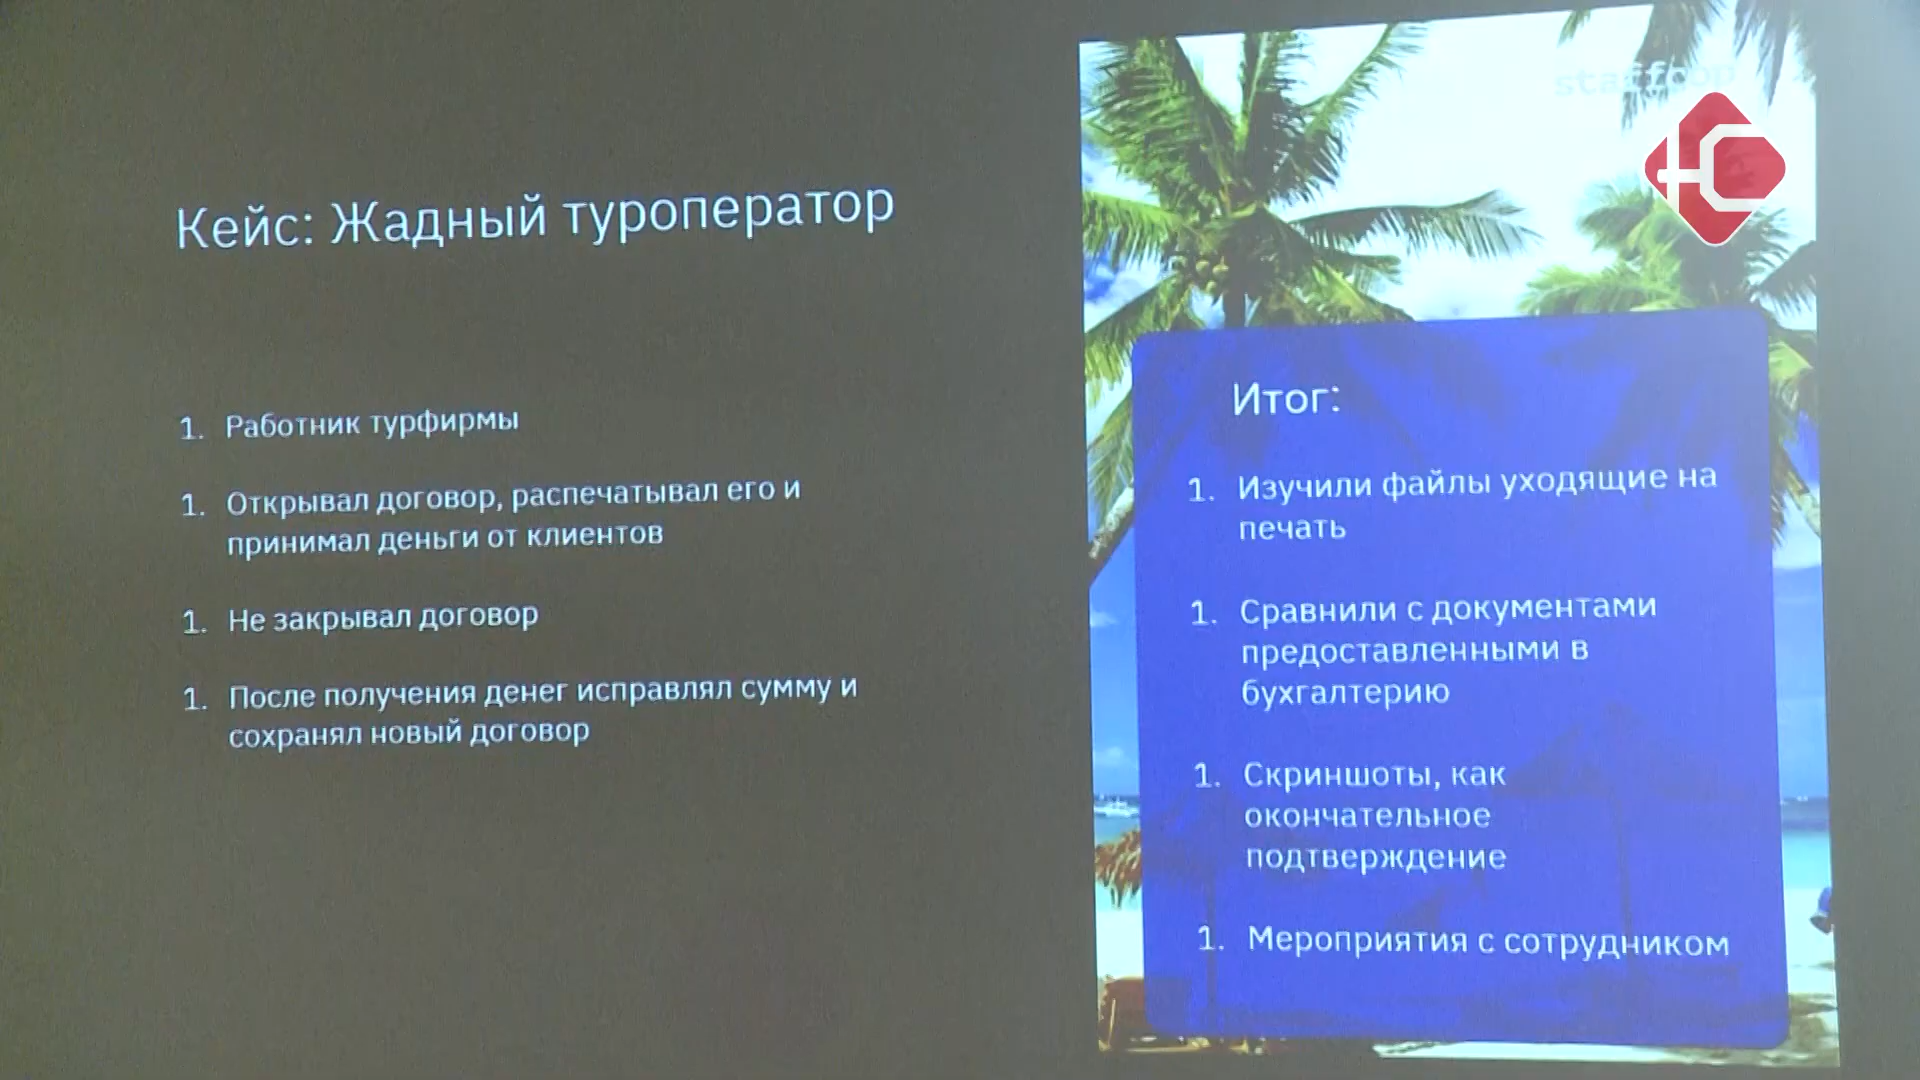 staffcop
Кейс: Жадный туроператор
1. Работник турфирмы
1. Открывал договор, распечатывал его и
принимал деньги от клиентов
1. Не закрывал договор
1. После получения денег исправлял сумму и
сохранял новый договор
Итог:
1. Изучили файлы уходящие на
печать
1. Сравнили с документами
предоставленными в
бухгалтерию
1. Скриншоты, как
окончательное
подтверждение
1. Мероприятия с сотрудником